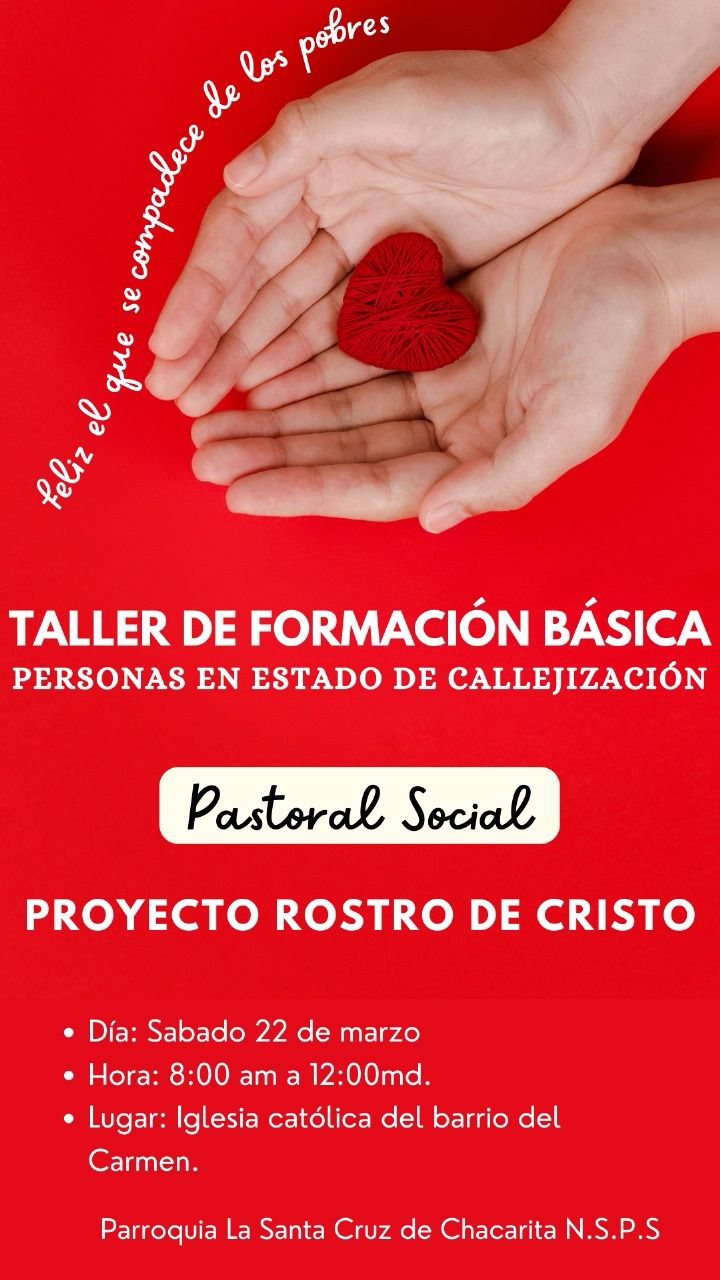 Feliz el que se compadece de los pobres
TALLER DE FORMACIÓN BÁSICA
PERSONAS EN ESTADO DE CALLEJIZACIÓN
Pastoral Social
PROYECTO ROSTRO DE CRISTO
• Día: Sabado 22 de marzo
• Hora: 8:00 am a 12:00md.
• Lugar: Iglesia católica del barrio del
Carmen.
Parroquia La Santa Cruz de Chacarita N.S.P.S